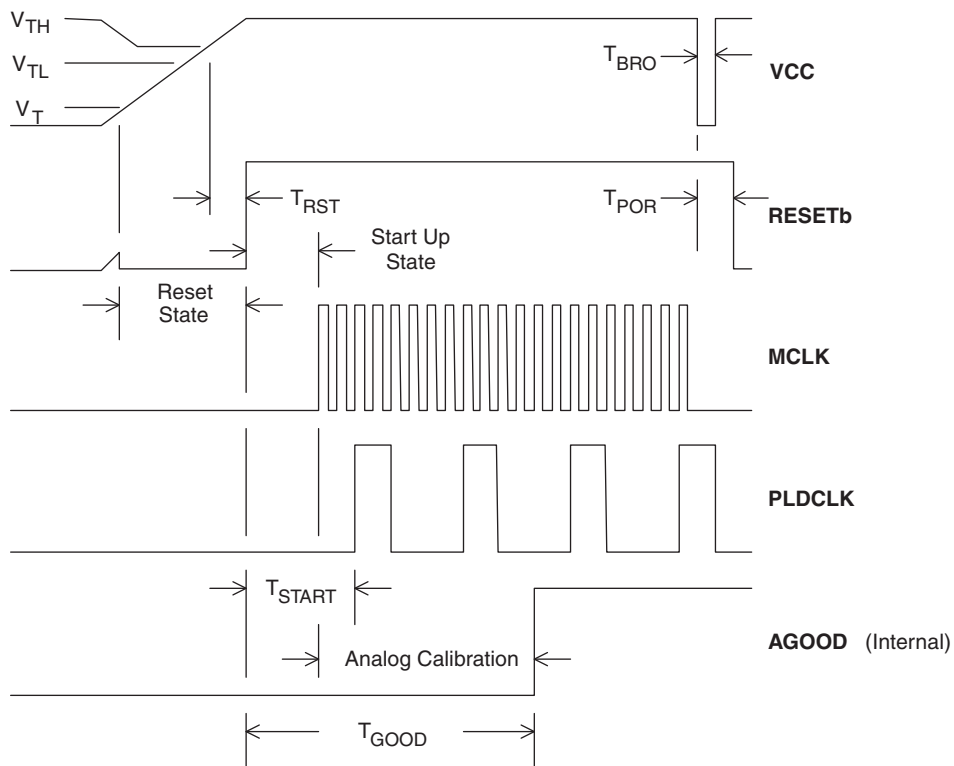 VTH
VTL
VT
TBRO
VCC
TRST
TPOR
RESETb
Start Up
State
Reset
State
MCLK
PLDCLK
TSTART
AGOOD (Internal)
Analog Calibration
TGOOD